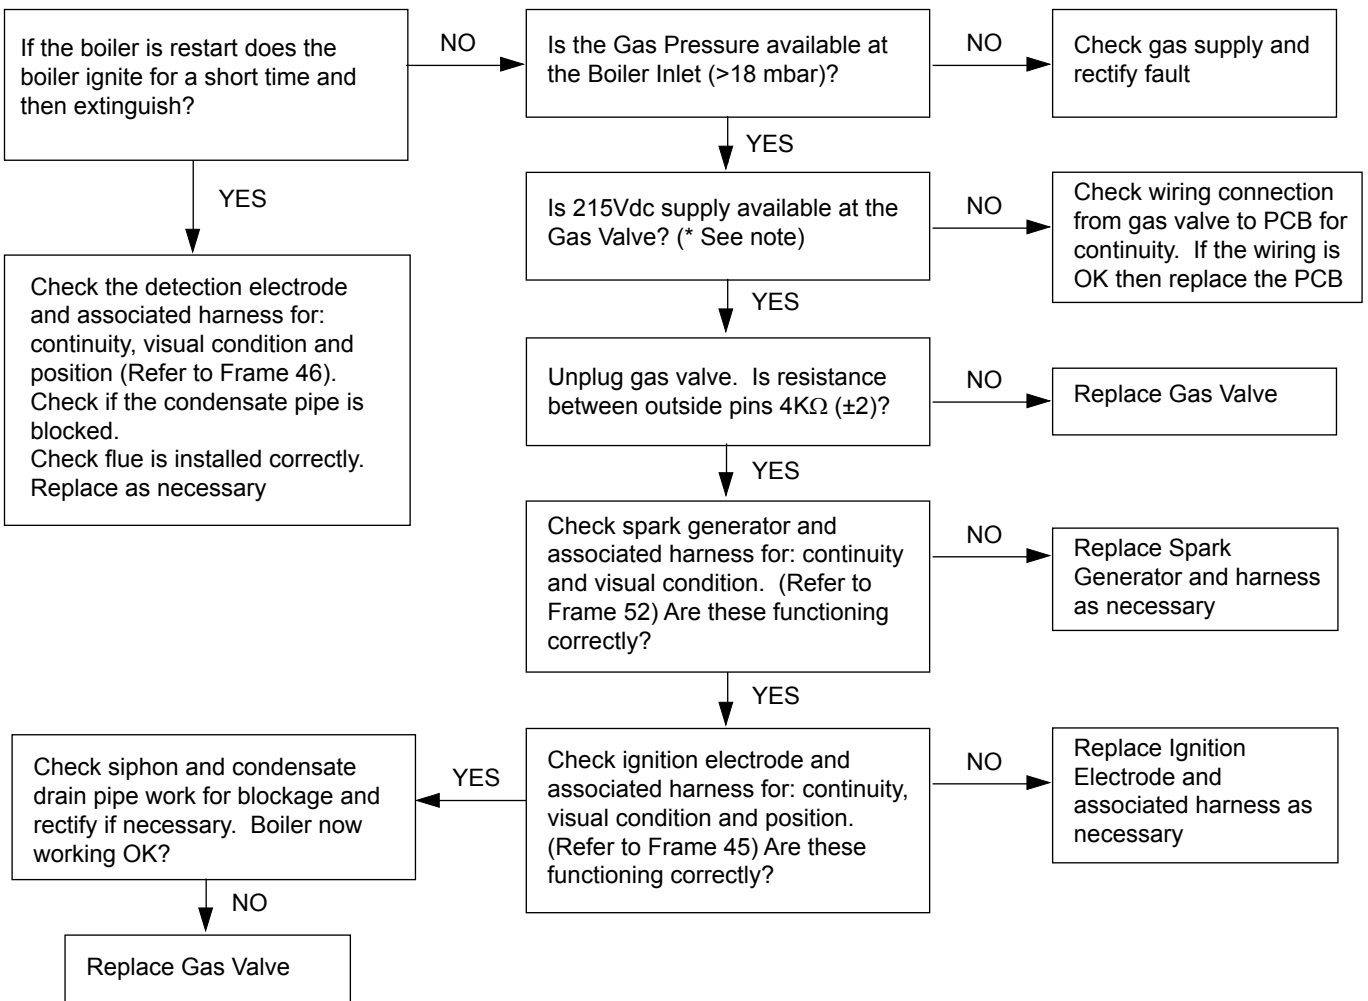 If the boiler is restart does the
boiler ignite for a short time and
then extinguish?
NO
Is the Gas Pressure available at
the Boiler Inlet (>18 mbar)?
NO
Check gas supply and
rectify fault
YES
YES
Check the detection electrode
and associated harness for:
continuity, visual condition and
position (Refer to Frame 46).
Check if the condensate pipe is
blocked.
Check flue is installed correctly.
Replace as necessary
Is 215Vdc supply available at the
Gas Valve? (* See note)
NO
Check wiring connection
from gas valve to PCB for
continuity.  If the wiring is
OK then replace the PCB
YES
Unplug gas valve.  Is resistance
between outside pins 4KΩ (±2)?
NO
Replace Gas Valve
YES
Check spark generator and
associated harness for: continuity
and visual condition.  (Refer to
Frame 52) Are these functioning
correctly?
NO
Replace Spark
Generator and harness
as necessary
YES
Check ignition electrode and
associated harness for: continuity,
visual condition and position.
(Refer to Frame 45) Are these
functioning correctly?
NO
Replace Ignition
Electrode and
associated harness as
necessary
YES
Check siphon and condensate
drain pipe work for blockage and
rectify if necessary.  Boiler now
working OK?
NO
Replace Gas Valve